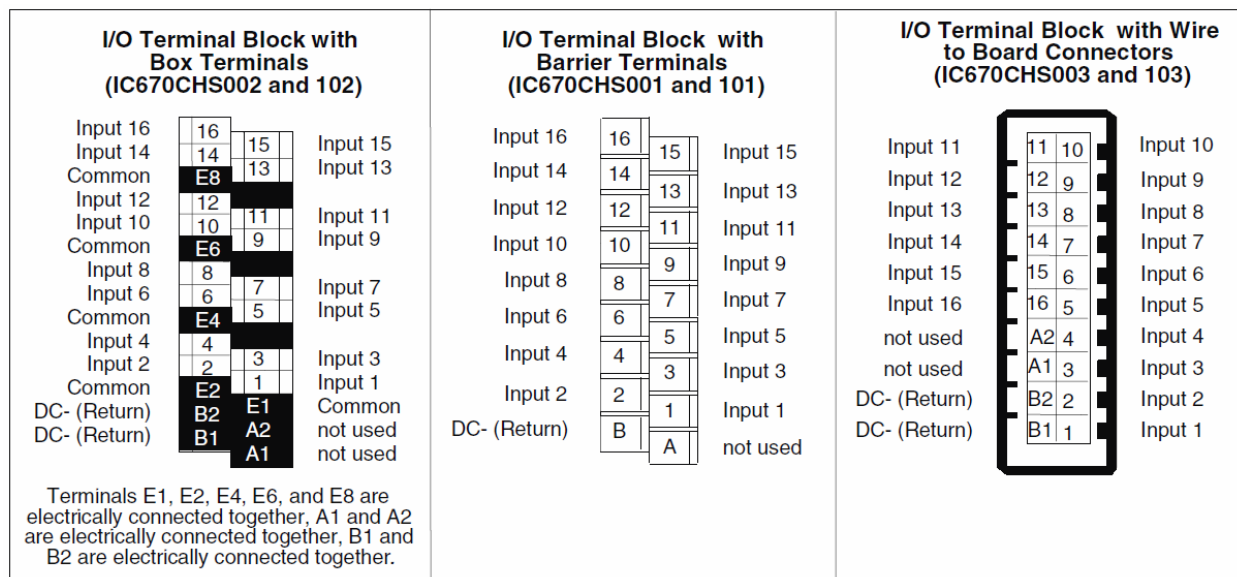 I/O Terminal Block with
Box Terminals
(IC670CHS002 and 102)
Input 16 16
15 Input 15
Input 14 14
13 Input 13
Common E8
Input 12 12
11 Input 11
Input 10 10
9 Input 9
Common E6
Input 8 8
7 Input 7
Input 6 6
5 Input 5
Common E4
Input 4 4
3 Input 3
Input 2 2
1 Input 1
Common E2
E1 Common
DC- (Return) B2
A2 not used
DC- (Return) B1
A1 not used
Terminals E1, E2, E4, E6, and E8 are
electrically connected together, A1 and A2
are electrically connected together, B1 and
B2 are electrically connected together.
I/O Terminal Block with
Barrier Terminals
(IC670CHS001 and 101)
Input 16 16
15 Input 15
Input 14 14
13 Input 13
Input 12 12
11 Input 11
Input 10 10
9 Input 9
Input 8 8
7 Input 7
Input 6 6
5 Input 5
Input 4 4
3 Input 3
Input 2 2
1 Input 1
DC- (Return) B
A not used
I/O Terminal Block with Wire
to Board Connectors
(IC670CHS003 and 103)
Input 11 11 10 Input 10
Input 12 12 9 Input 9
Input 13 13 8 Input 8
Input 14 14 7 Input 7
Input 15 15 6 Input 6
Input 16 16 5 Input 5
not used A2 4 Input 4
not used A1 3 Input 3
DC- (Return) B2 2 Input 2
DC- (Return) B1 1 Input 1